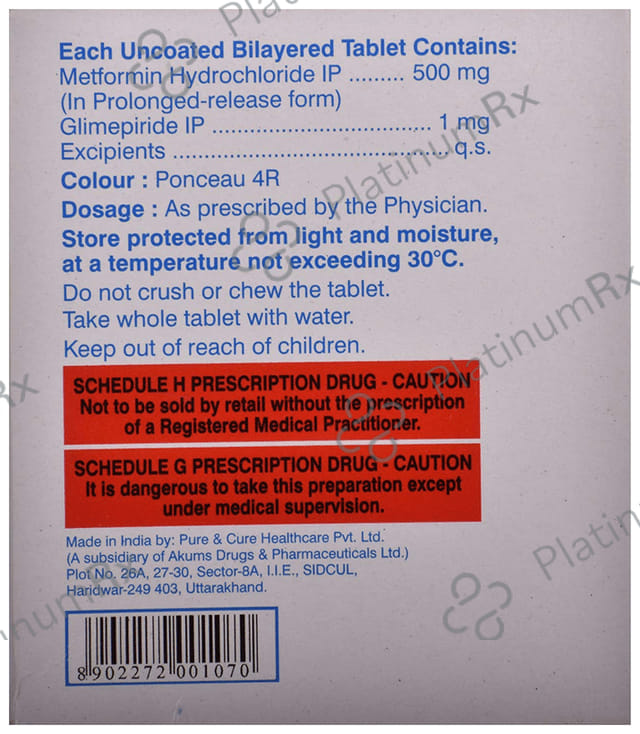 Each Uncoated Bilayered Tablet Contains:
Metformin Hydrochloride IP ......... 500 mg
(In Prolonged-release form)
Glimepiride IP ................................... 1 mg
Excipients ............................................ q.s.
Colour : Ponceau 4R
Dosage : As prescribed by the Physician.
Store protected from light and moisture,
at a temperature not exceeding 30°C.
Do not crush or chew the tablet.
Take whole tablet with water.
Keep out of reach of children.
SCHEDULE H PRESCRIPTION DRUG - CAUTION
Not to be sold by retail without the prescription
of a Registered Medical Practitioner.
SCHEDULE G PRESCRIPTION DRUG - CAUTION
It is dangerous to take this preparation except
under medical supervision.
Made in India by: Pure & Cure Healthcare Pvt. Ltd.
(A subsidiary of Akums Drugs & Pharmaceuticals Ltd.)
Plot No. 26A, 27-30, Sector-8A, I.I.E., SIDCUL,
Haridwar-249 403, Uttarakhand.
8 902272 001070
PlatinumRx
PlatinumRx
PlatinumRx
Rx
Platin
numRx